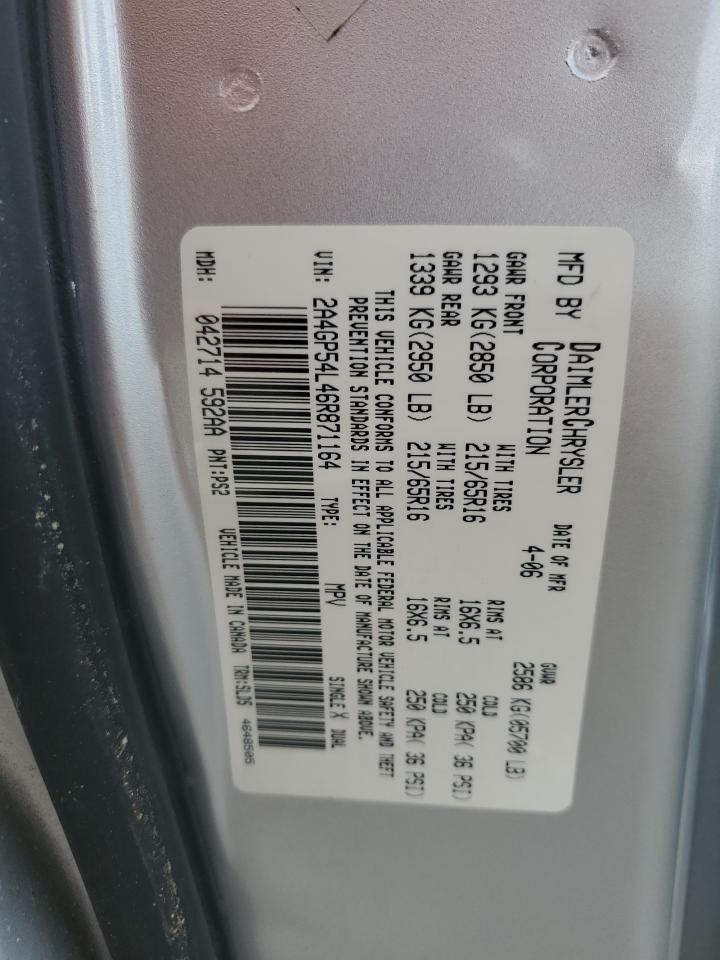 MFD BY DAIMLERCHRYSLER CORPORATION
DATE OF MFR 4-06
GVWR 2586 KG(05700 LB)
GAWR FRONT WITH TIRES RIMS AT COLD
1293 KG(2850 LB) 215/65R16 16X6.5 250 KPA( 36 PSI)
GAWR REAR WITH TIRES RIMS AT COLD
1339 KG(2950 LB) 215/65R16 16X6.5 250 KPA( 36 PSI)
THIS VEHICLE CONFORMS TO ALL APPLICABLE FEDERAL MOTOR VEHICLE SAFETY AND THEFT
PREVENTION STANDARDS IN EFFECT ON THE DATE OF MANUFACTURE SHOWN ABOVE.
VIN: 2A4GP54L46R871164 TYPE: MPV SINGLE X DUAL
MDH: 042714 592AA PNT:PS2 VEHICLE MADE IN CANADA TRM:SLD5 4648505